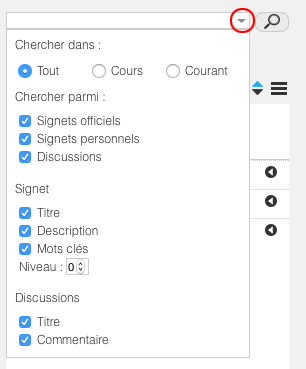 Chercher dans :
Tout Cours Courant
Chercher parmi :
Signets officiels
Signets personnels
Discussions
Signet
Titre
Description
Mots clés
Niveau : 0
Discussions
Titre
Commentaire